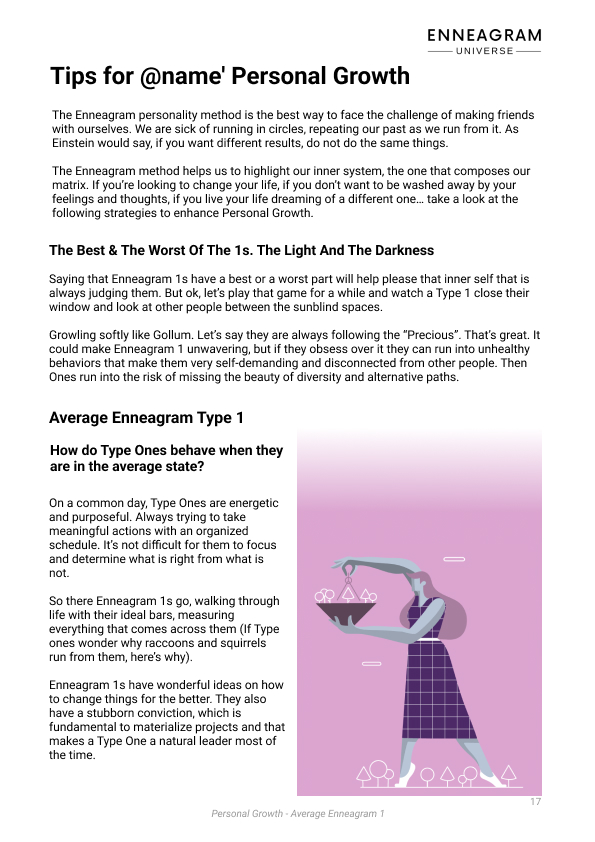 ENNEAGRAM
UNIVERSE
Tips for @name' Personal Growth
The Enneagram personality method is the best way to face the challenge of making friends
with ourselves. We are sick of running in circles, repeating our past as we run from it. As
Einstein would say, if you want different results, do not do the same things.
The Enneagram method helps us to highlight our inner system, the one that composes our
matrix. If you're looking to change your life, if you don't want to be washed away by your
feelings and thoughts, if you live your life dreaming of a different one… take a look at the
following strategies to enhance Personal Growth.
The Best & The Worst Of The 1s. The Light And The Darkness
Saying that Enneagram 1s have a best or a worst part will help please that inner self that is
always judging them. But ok, let's play that game for a while and watch a Type 1 close their
window and look at other people between the sunblind spaces.
Growling softly like Gollum. Let's say they are always following the “Precious”. That's great. It
could make Enneagram 1 unwavering, but if they obsess over it they can run into unhealthy
behaviors that make them very self-demanding and disconnected from other people. Then
Ones run into the risk of missing the beauty of diversity and alternative paths.
Average Enneagram Type 1
How do Type Ones behave when they
are in the average state?
On a common day, Type Ones are energetic
and purposeful. Always trying to take
meaningful actions with an organized
schedule. It's not difficult for them to focus
and determine what is right from what is
not.
So there Enneagram 1s go, walking through
life with their ideal bars, measuring
everything that comes across them (If Type
ones wonder why raccoons and squirrels
run from them, here's why).
Enneagram 1s have wonderful ideas on how
to change things for the better. They also
have a stubborn conviction, which is
fundamental to materialize projects and that
makes a Type One a natural leader most of
the time.
17
Personal Growth - Average Enneagram 1